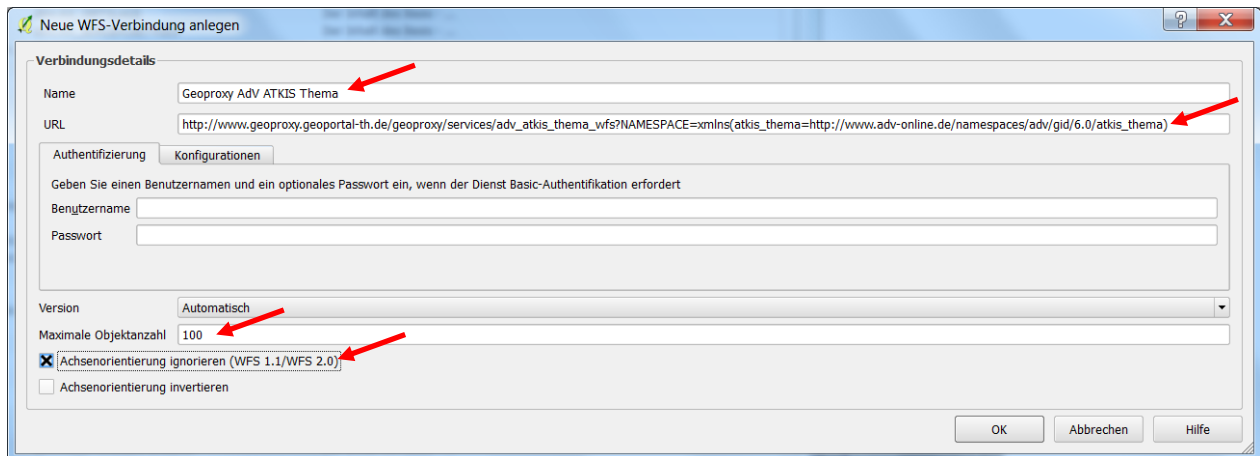 Neue WFS-Verbindung anlegen
Verbindungsdetails
Name Geoproxy AdV ATKIS Thema
URL http://www.geoproxy.geoportal-th.de/geoproxy/services/adv_atkis_thema_wfs?NAMESPACE=xmlns(atkis_thema=http://www.adv-online.de/namespaces/adv/gid/6.0/atkis_thema)
Authentifizierung Konfigurationen
Geben Sie einen Benutzernamen und ein optionales Passwort ein, wenn der Dienst Basic-Authentifikation erfordert
Benutzername
Passwort
Version Automatisch
Maximale Objektanzahl 100
Achsenorientierung ignorieren (WFS 1.1/WFS 2.0)
Achsenorientierung invertieren
OK Abbrechen Hilfe